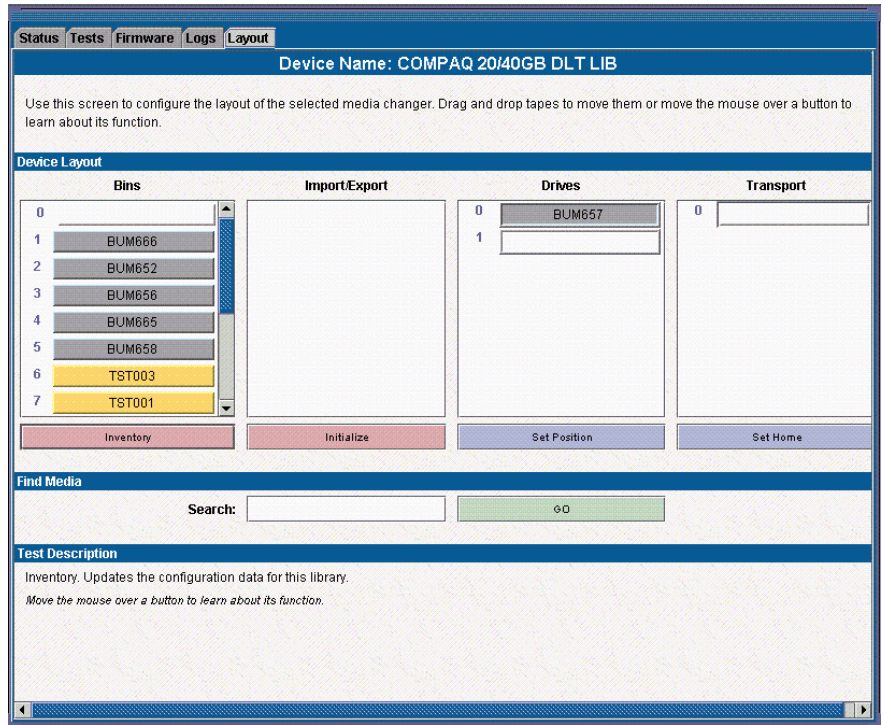 Status Tests Firmware Logs Layout
Device Name: COMPAQ 20/40GB DLT LIB
Use this screen to configure the layout of the selected media changer. Drag and drop tapes to move them or move the mouse over a button to
learn about its function.
Device Layout
Bins Import/Export Drives Transport
0 0 BUM657 0
1 BUM666 1
2 BUM652
3 BUM656
4 BUM665
5 BUM658
6 TST003
7 TST001
Inventory Initialize Set Position Set Home
Find Media
Search: GO
Test Description
Inventory. Updates the configuration data for this library.
Move the mouse over a button to learn about its function.